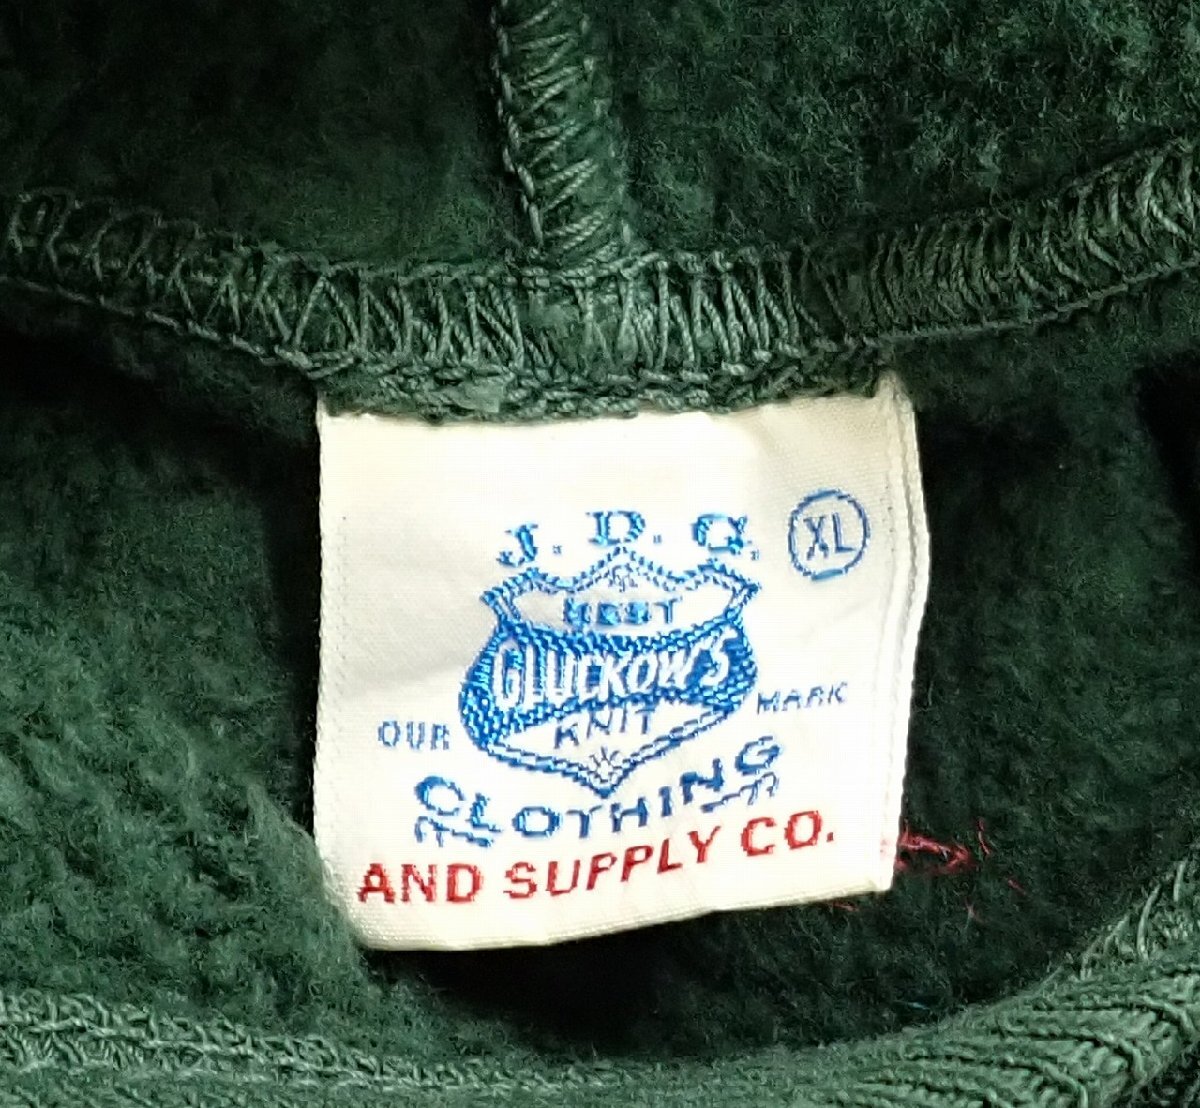 J. D. G.
XL
BEST
GLUCKOW'S
KNIT
OUR MARK
CLOTHING
AND SUPPLY CO.